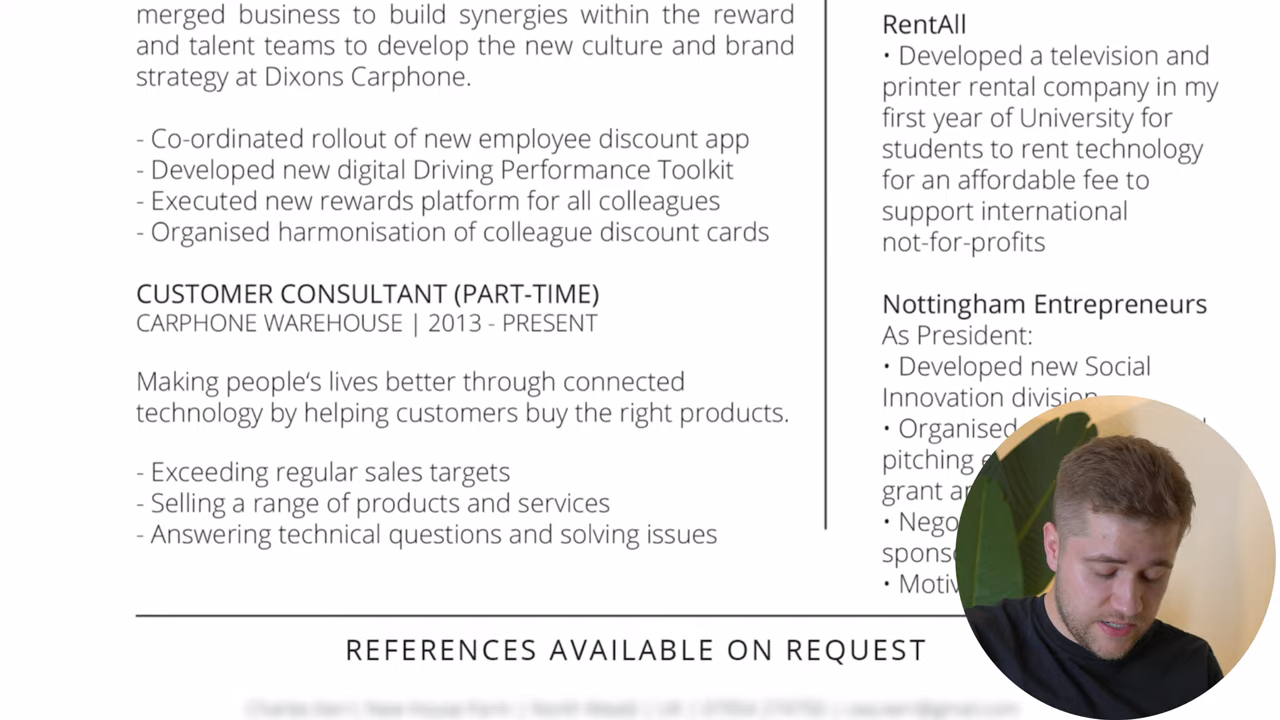 merged business to build synergies within the reward
and talent teams to develop the new culture and brand
strategy at Dixons Carphone.
- Co-ordinated rollout of new employee discount app
- Developed new digital Driving Performance Toolkit
- Executed new rewards platform for all colleagues
- Organised harmonisation of colleague discount cards
CUSTOMER CONSULTANT (PART-TIME)
CARPHONE WAREHOUSE | 2013 - PRESENT
Making people's lives better through connected
technology by helping customers buy the right products.
- Exceeding regular sales targets
- Selling a range of products and services
- Answering technical questions and solving issues
RentAll
• Developed a television and
printer rental company in my
first year of University for
students to rent technology
for an affordable fee to
support international
not-for-profits
Nottingham Entrepreneurs
As President:
• Developed new Social
Innovation division
• Organised
pitching
grant
REFERENCES AVAILABLE ON REQUEST